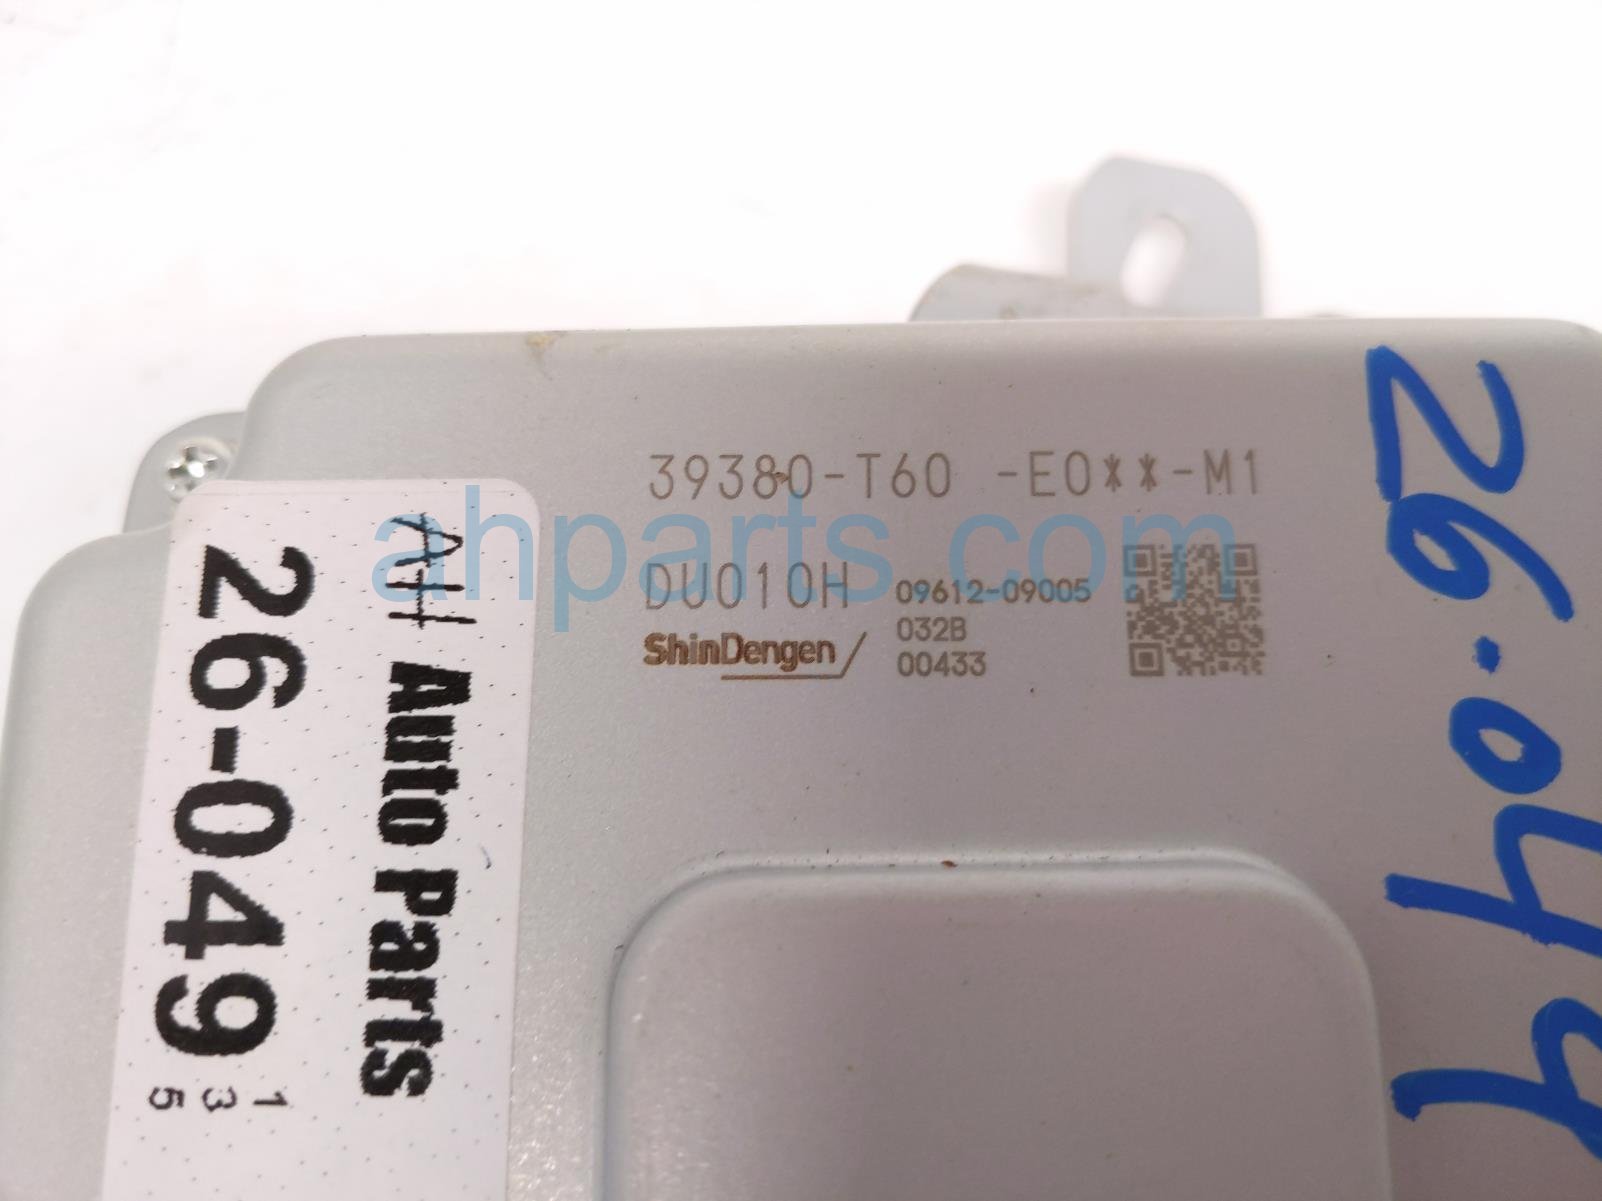 39380-T60 -E0**-M1
DU010H 09612-09005
032B
ShinDengen 00433
AH Auto Parts
26-049
1
3
5
26.049
ahparts.com